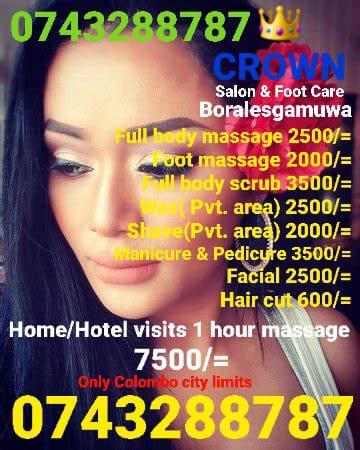 0743288787
CROWN
Salon & Foot Care
Boralesgamuwa
Full body massage 2500/=
Foot massage 2000/=
Full body scrub 3500/=
Wax( Pvt. area) 2500/=
Shave(Pvt. area) 2000/=
Manicure & Pedicure 3500/=
Facial 2500/=
Hair cut 600/=
Home/Hotel visits 1 hour massage
7500/=
Only Colombo city limits
0743288787